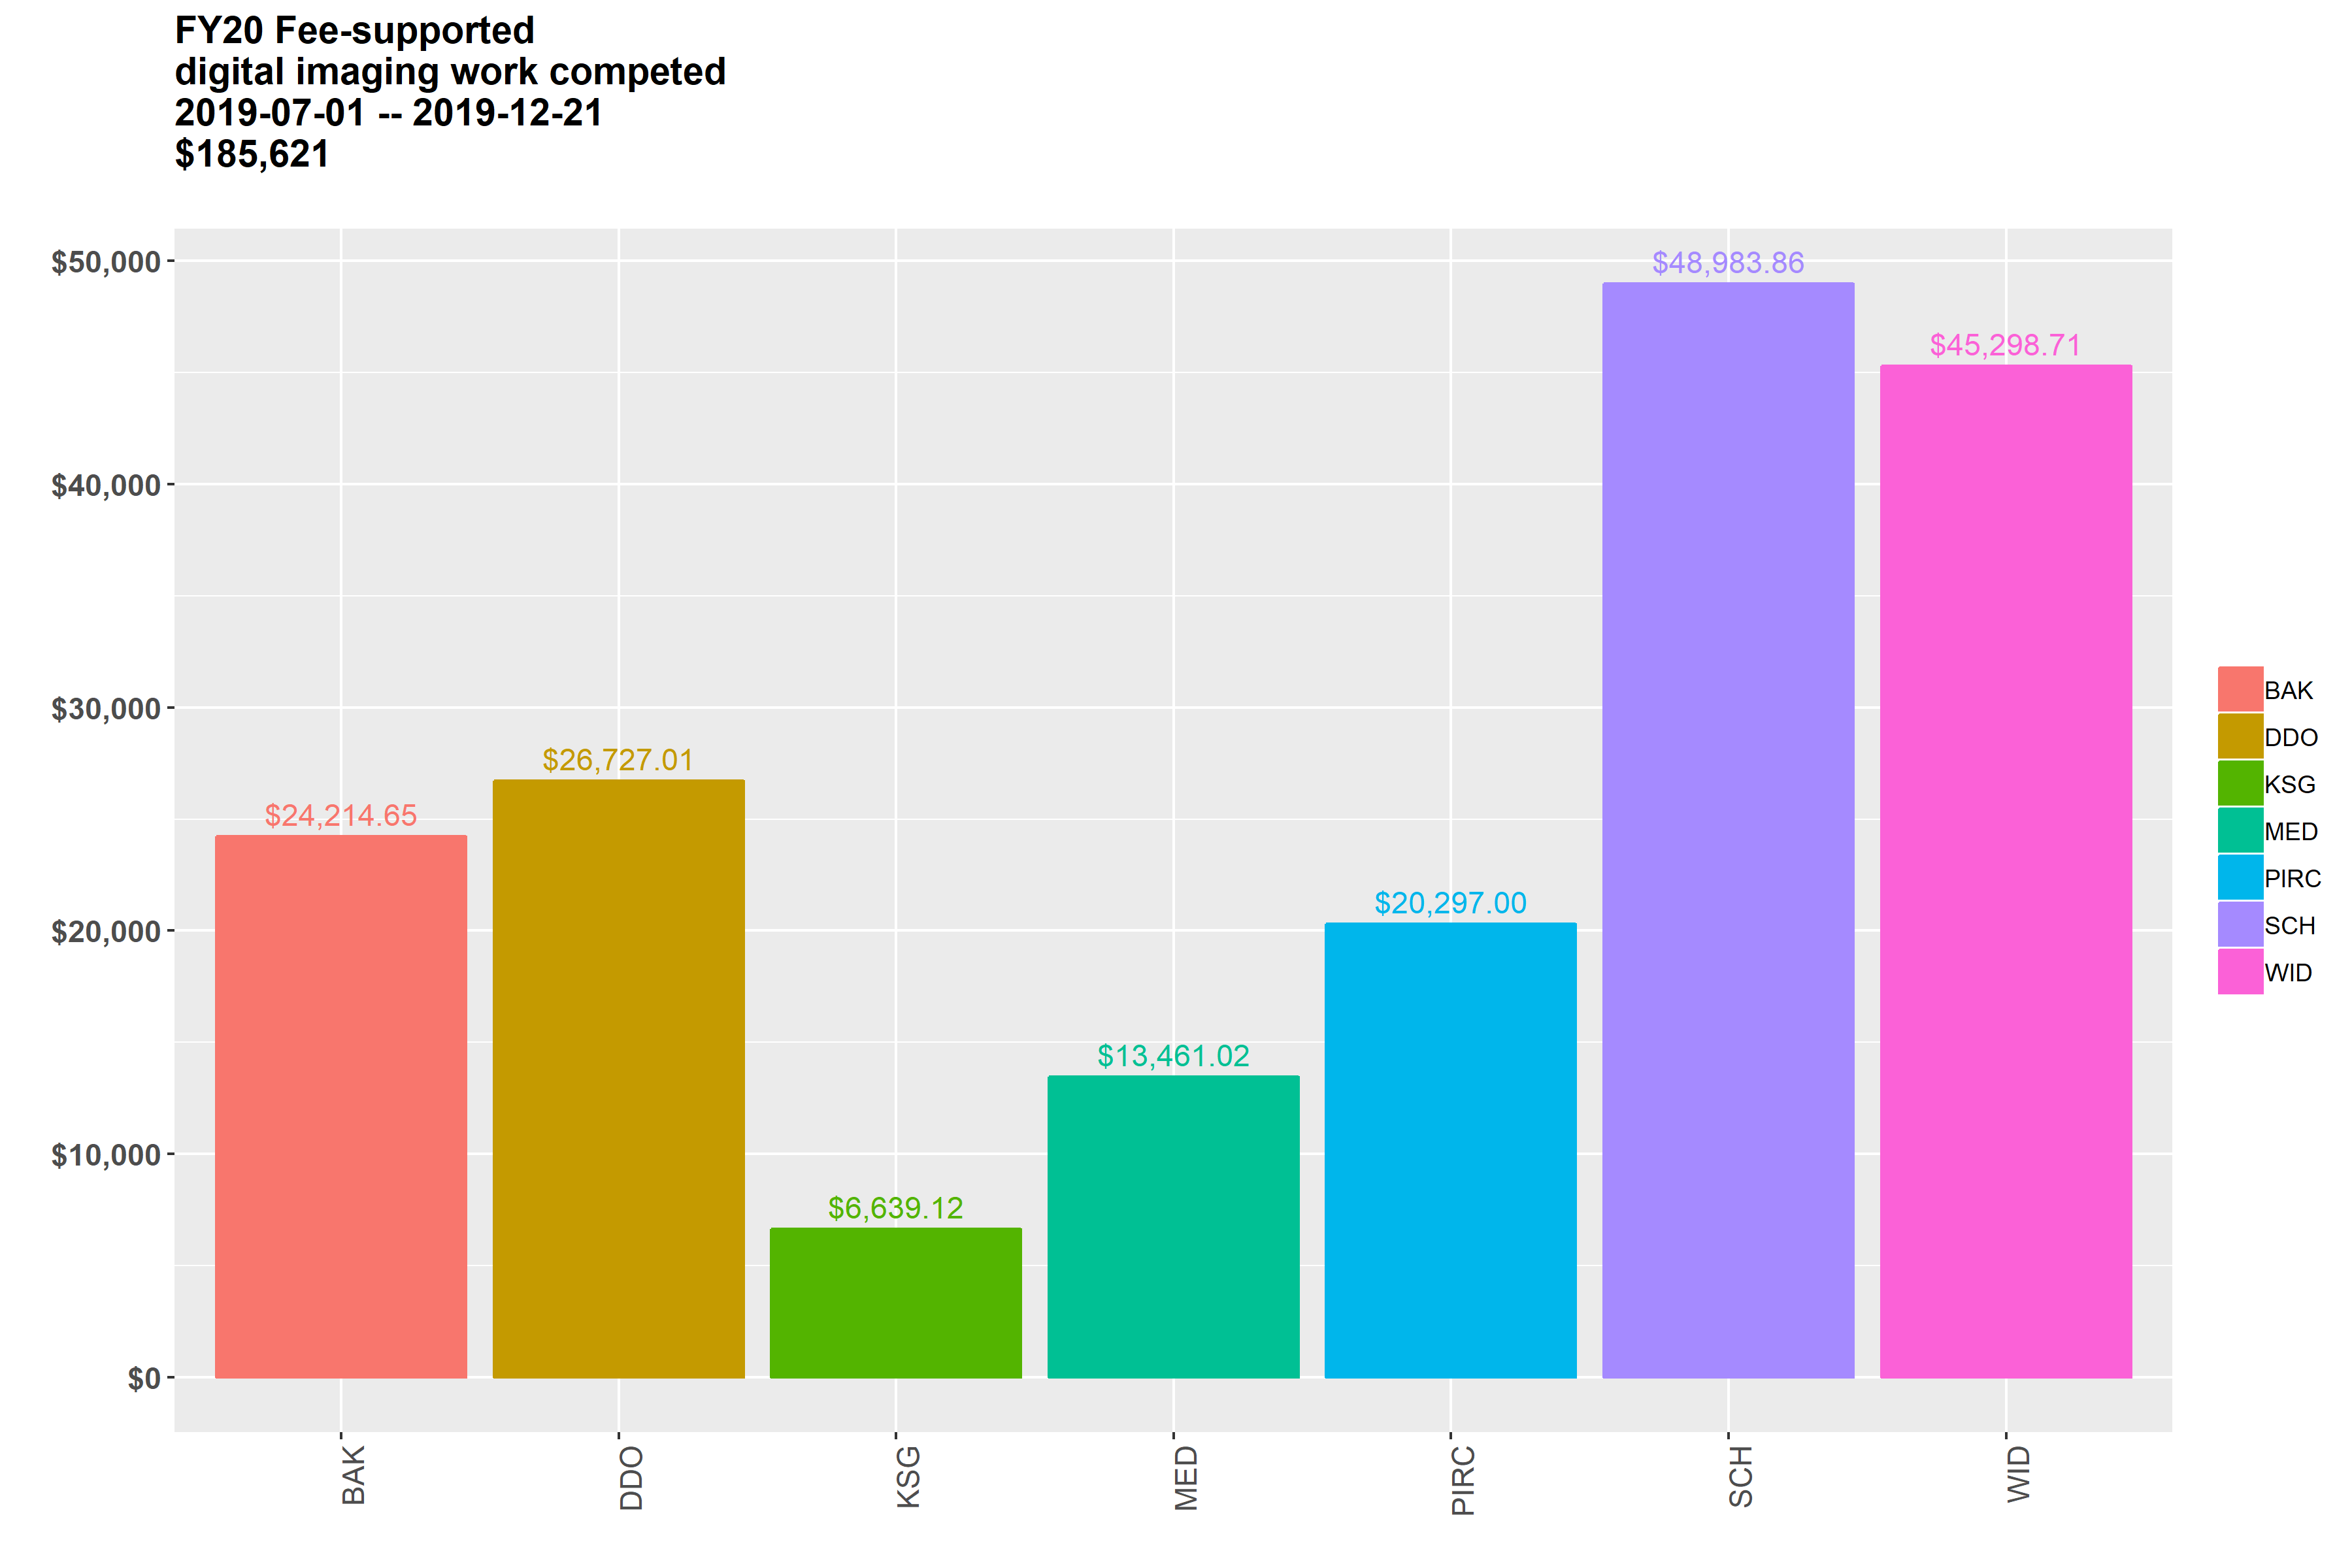 FY20 Fee-supported
digital imaging work competed
2019-07-01 -- 2019-12-21
$185,621
$50,000
$40,000
$30,000
$20,000
$10,000
$0
$24,214.65
$26,727.01
$6,639.12
$13,461.02
$20,297.00
$48,983.86
$45,298.71
BAK
DDO
KSG
MED
PIRC
SCH
WID
BAK
DDO
KSG
MED
PIRC
SCH
WID